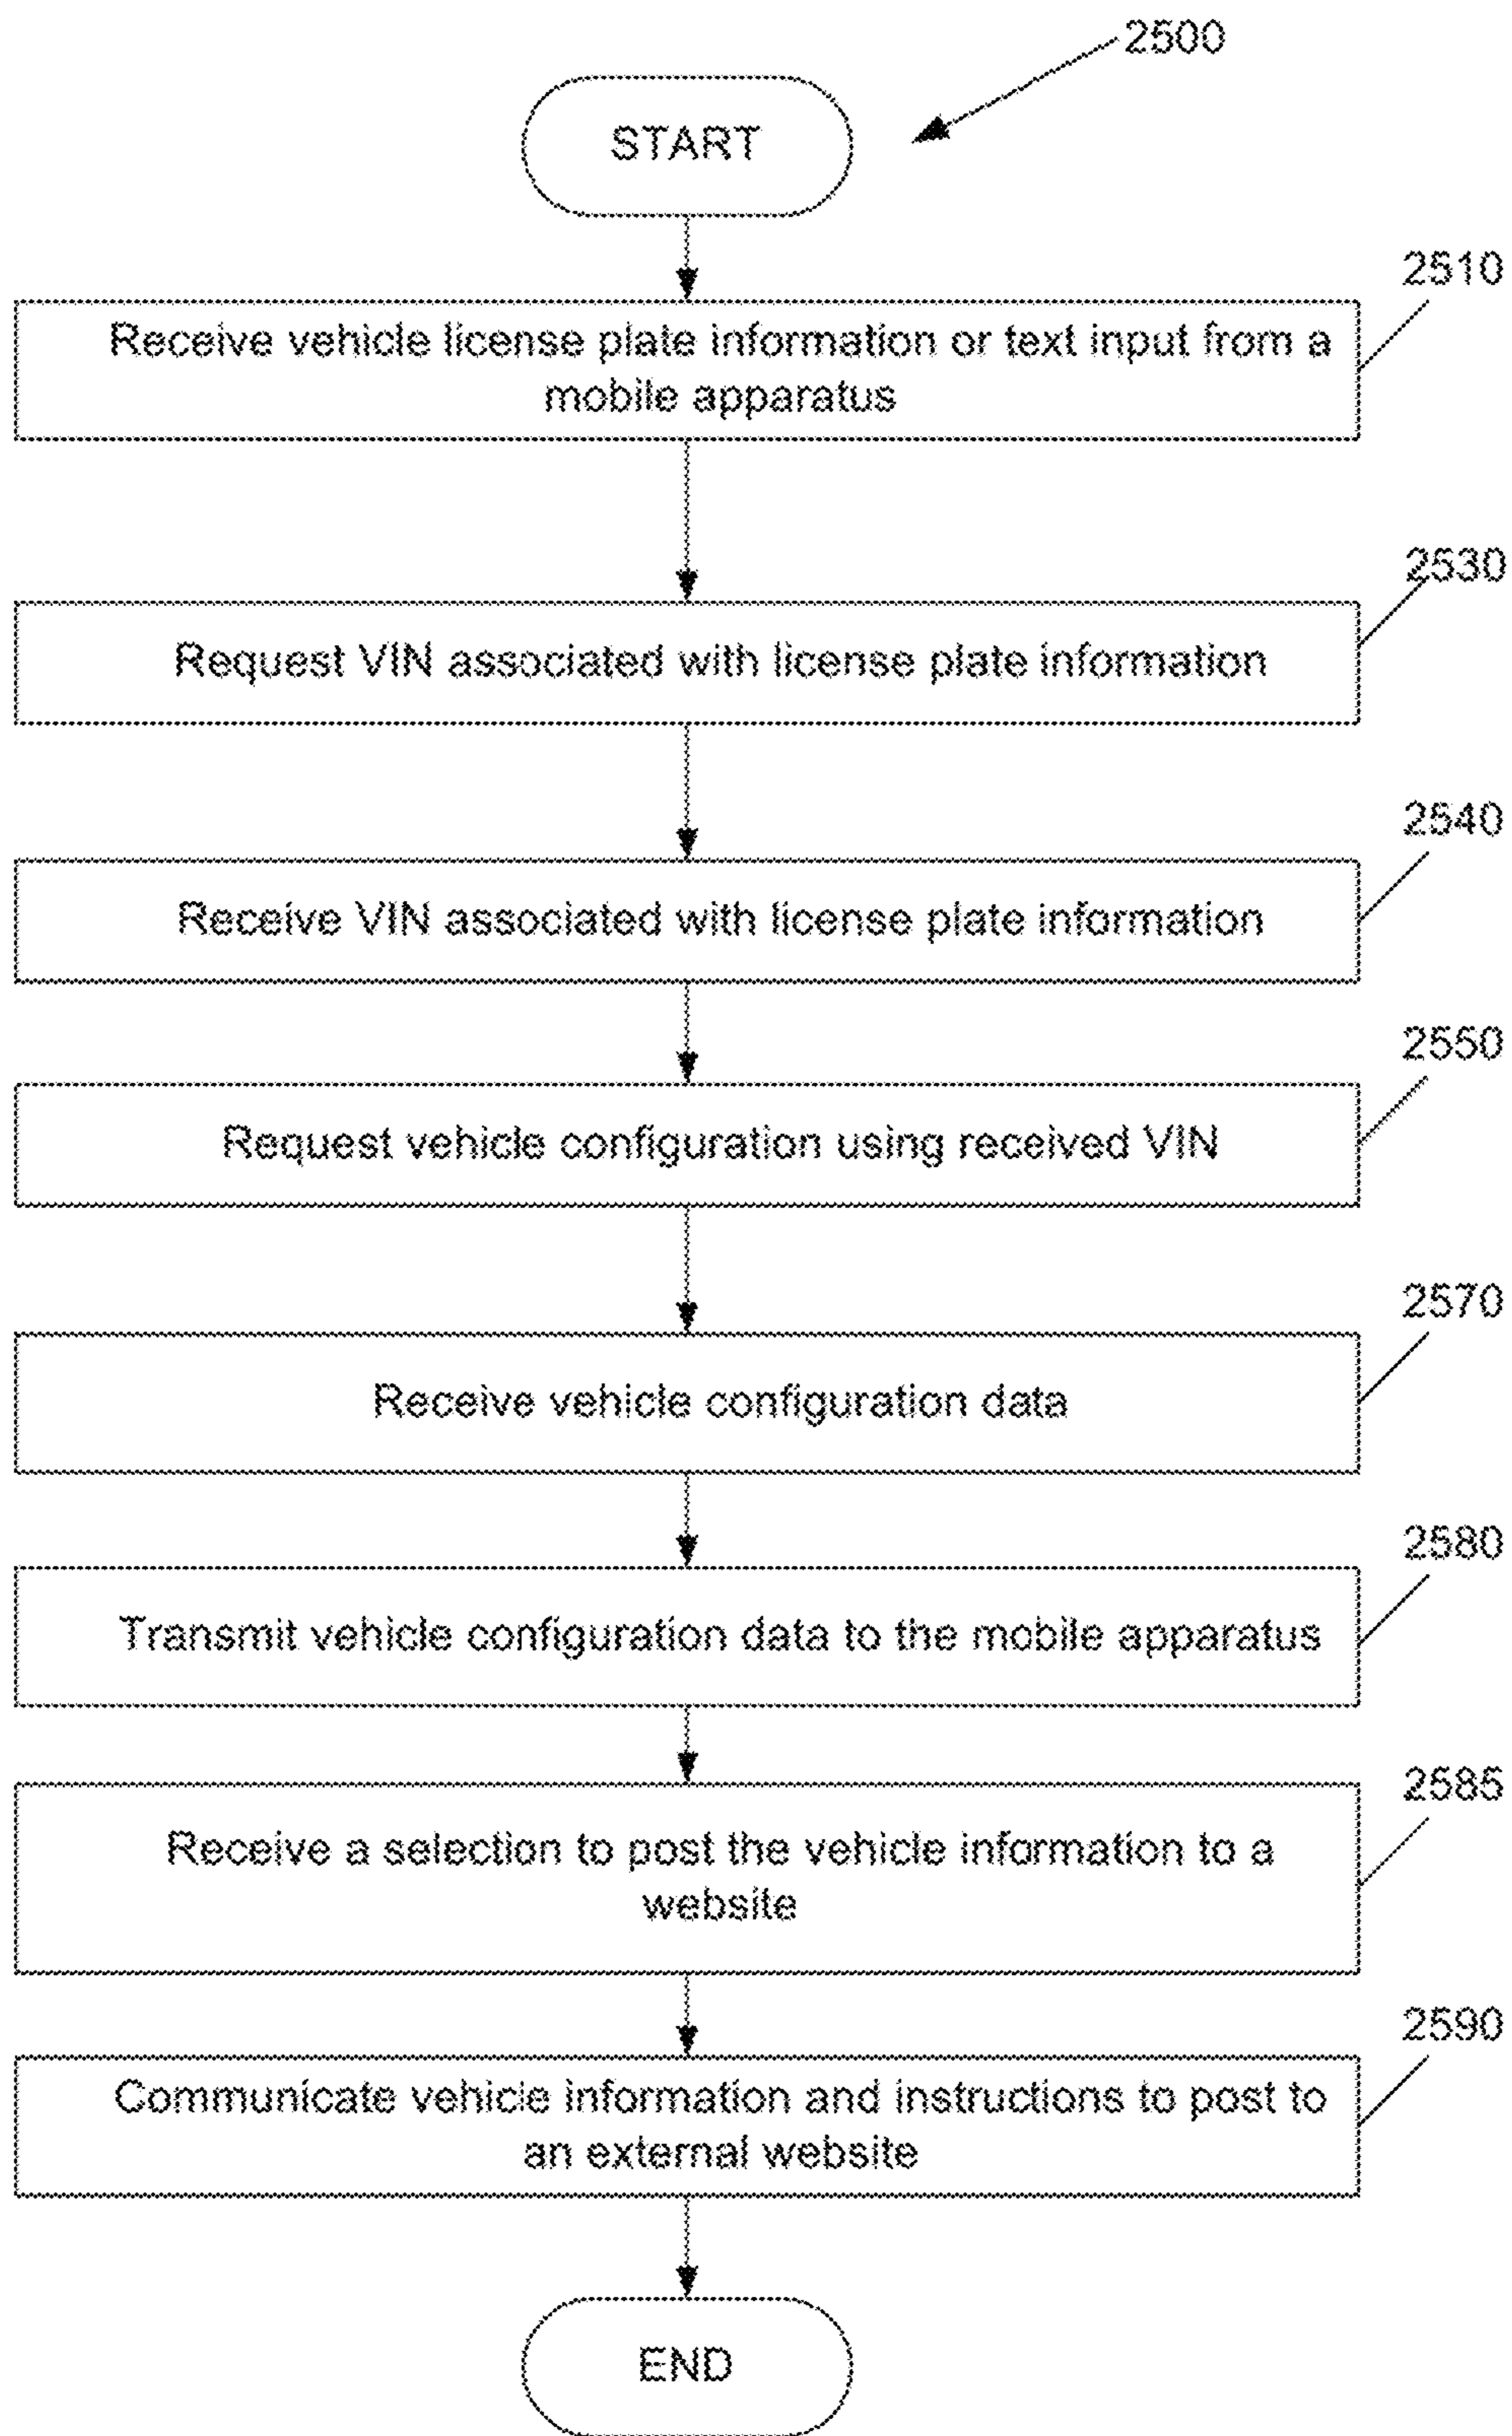 2500
START
2510
Receive vehicle license plate information or text input from a
mobile apparatus
2530
Request VIN associated with license plate information
2540
Receive VIN associated with license plate information
2550
Request vehicle configuration using received VIN
2570
Receive vehicle configuration data
2580
Transmit vehicle configuration data to the mobile apparatus
2585
Receive a selection to post the vehicle information to a
website
2590
Communicate vehicle information and instructions to post to
an external website
END